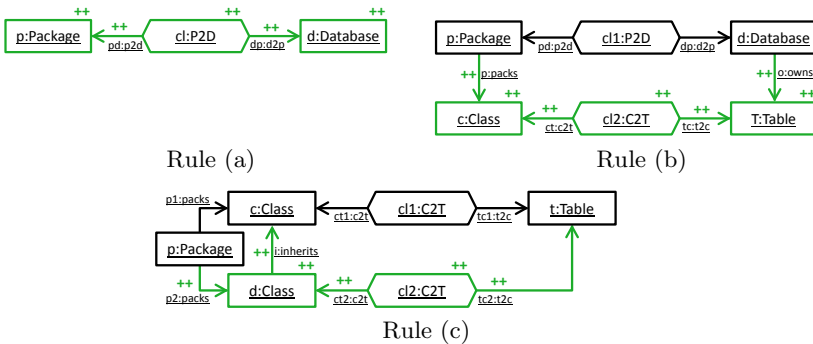 ++ ++ ++
p:Package ++ cl:P2D ++ d:Database
pd:p2d dp:d2p
p:Package cl1:P2D d:Database
pd:p2d dp:d2p
++ p:packs ++ o:owns
++ ++ ++ ++ ++
c:Class cl2:C2T T:Table
ct:c2t tc:t2c
Rule (a) Rule (b)
p1:packs
c:Class cl1:C2T t:Table
ct1:c2t tc1:t2c
p:Package
++ i:inherits
++ ++ ++ ++ ++
d:Class cl2:C2T
p2:packs ct2:c2t tc2:t2c
Rule (c)